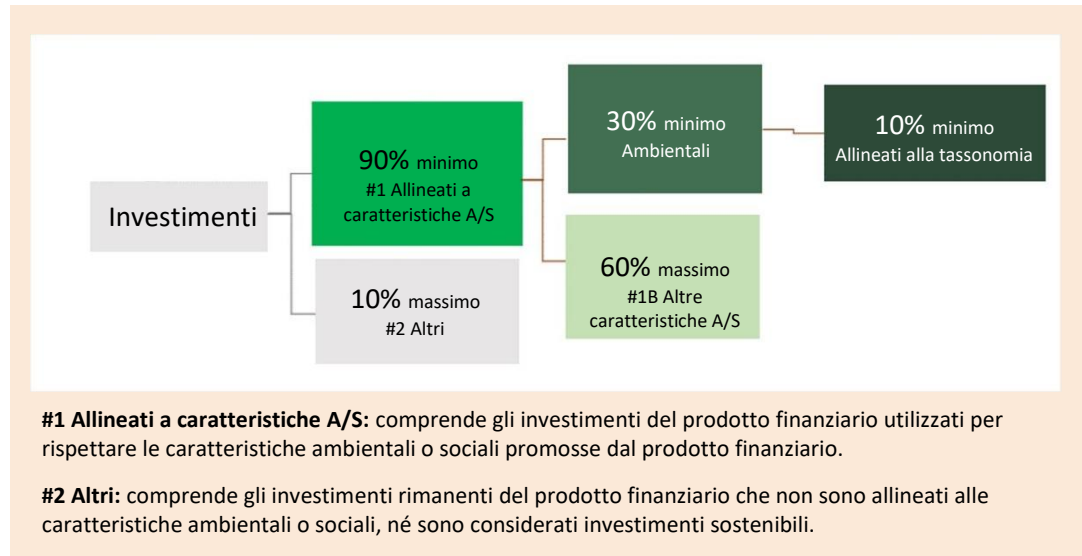 Investimenti
90% minimo
#1 Allineati a
caratteristiche A/S
10% massimo
#2 Altri
30% minimo
Ambientali
60% massimo
#1B Altre
caratteristiche A/S
10% minimo
Allineati alla tassonomia
#1 Allineati a caratteristiche A/S: comprende gli investimenti del prodotto finanziario utilizzati per
rispettare le caratteristiche ambientali o sociali promosse dal prodotto finanziario.
#2 Altri: comprende gli investimenti rimanenti del prodotto finanziario che non sono allineati alle
caratteristiche ambientali o sociali, né sono considerati investimenti sostenibili.